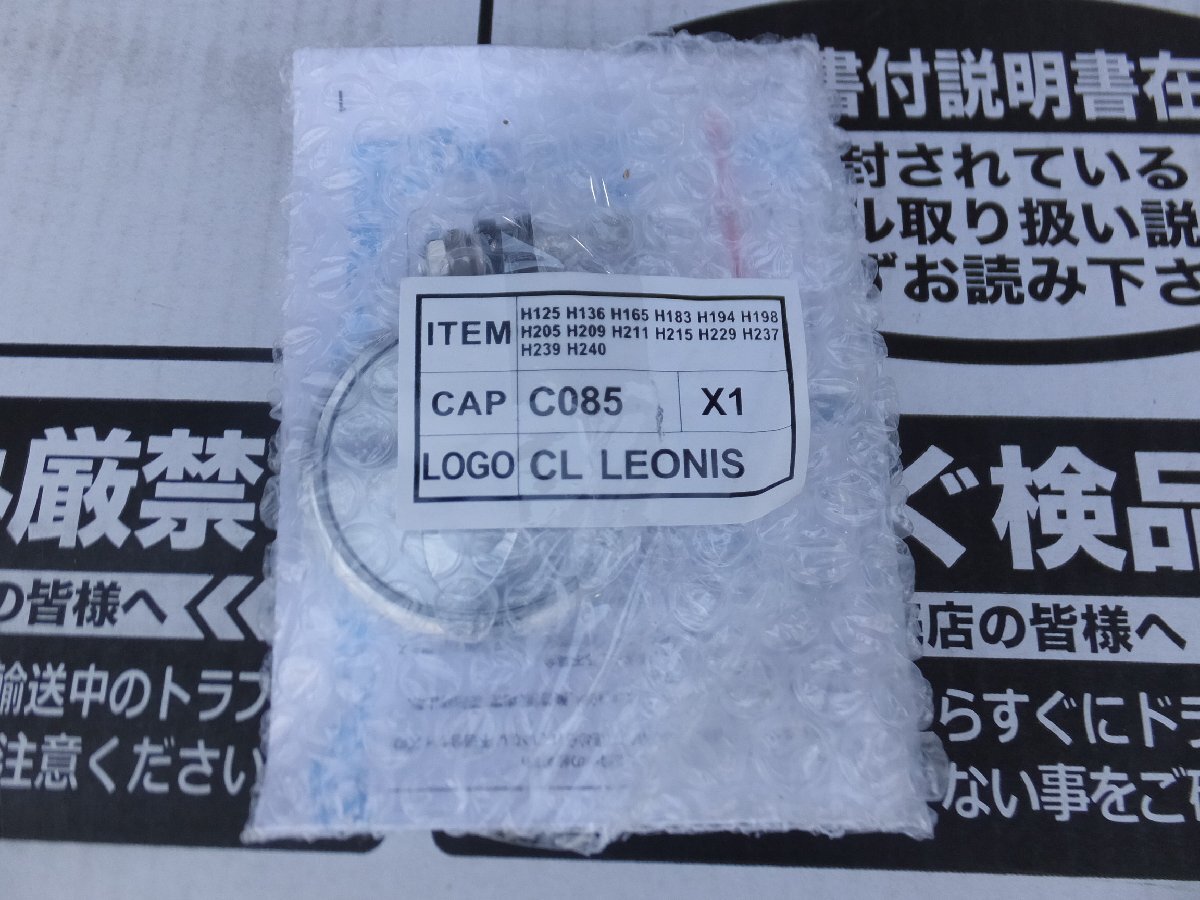 書付説明書在
封されている
ル取り扱い説
ずお読み下さ
ITEM
H125 H136 H165 H183 H194 H198
H205 H209 H211 H215 H229 H237
H239 H240
CAP C085 X1
LOGO CL LEONIS
厳禁
の皆様へ
輸送中のトラブ
注意ください
ぐ検品
店の皆様へ
らすぐにドラ
ない事をご確